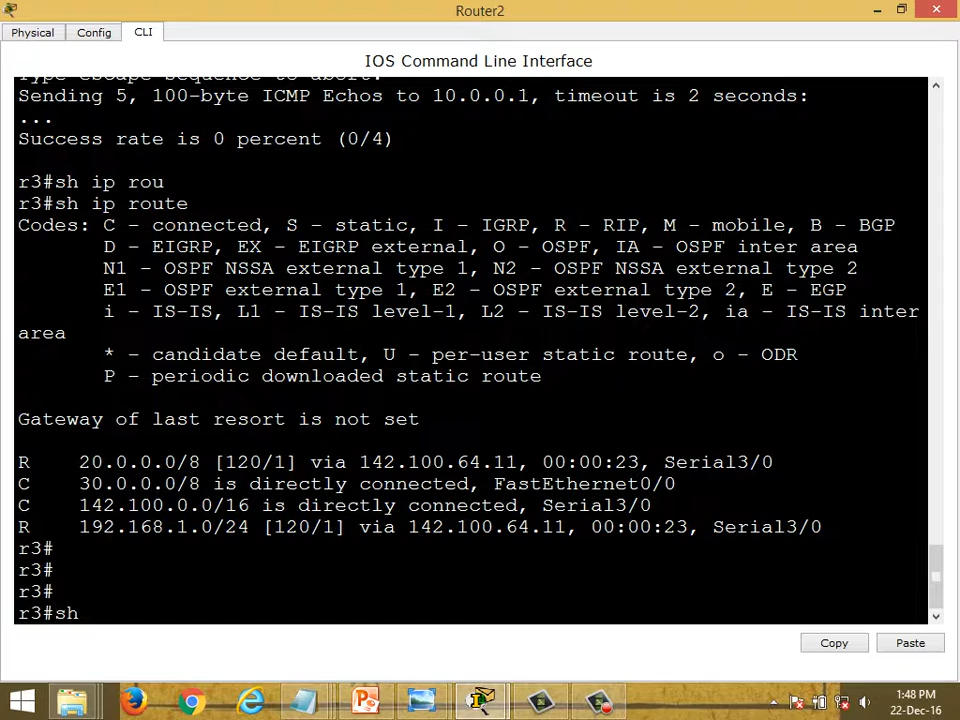 Router2
Physical
Config
CLI
IOS Command Line Interface
Type escape sequence to abort.
Sending 5, 100-byte ICMP Echos to 10.0.0.1, timeout is 2 seconds:
...
Success rate is 0 percent (0/4)
r3#sh ip rou
r3#sh ip route
Codes: C - connected, S - static, I - IGRP, R - RIP, M - mobile, B - BGP
D - EIGRP, EX - EIGRP external, O - OSPF, IA - OSPF inter area
N1 - OSPF NSSA external type 1, N2 - OSPF NSSA external type 2
E1 - OSPF external type 1, E2 - OSPF external type 2, E - EGP
i - IS-IS, L1 - IS-IS level-1, L2 - IS-IS level-2, ia - IS-IS inter
area
* - candidate default, U - per-user static route, o - ODR
P - periodic downloaded static route
Gateway of last resort is not set
R 20.0.0.0/8 [120/1] via 142.100.64.11, 00:00:23, Serial3/0
C 30.0.0.0/8 is directly connected, FastEthernet0/0
C 142.100.0.0/16 is directly connected, Serial3/0
R 192.168.1.0/24 [120/1] via 142.100.64.11, 00:00:23, Serial3/0
r3#
r3#
r3#
r3#sh
Copy
Paste
1:48 PM
22-Dec-16